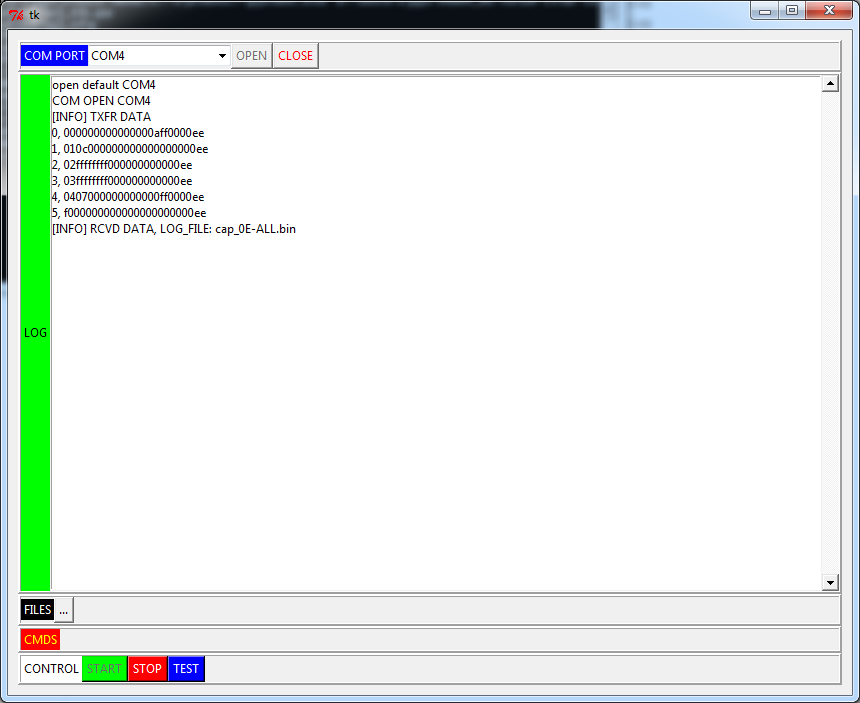 tk
COM PORT COM4 OPEN CLOSE
open default COM4
COM OPEN COM4
[INFO] TXFR DATA
0, 000000000000000aff0000ee
1, 010c000000000000000000ee
2, 02ffffffff000000000000ee
3, 03ffffffff000000000000ee
4, 0407000000000000ff0000ee
5, f00000000000000000000ee
[INFO] RCVD DATA, LOG_FILE: cap_0E-ALL.bin
LOG
FILES ...
CMDS
CONTROL START STOP TEST